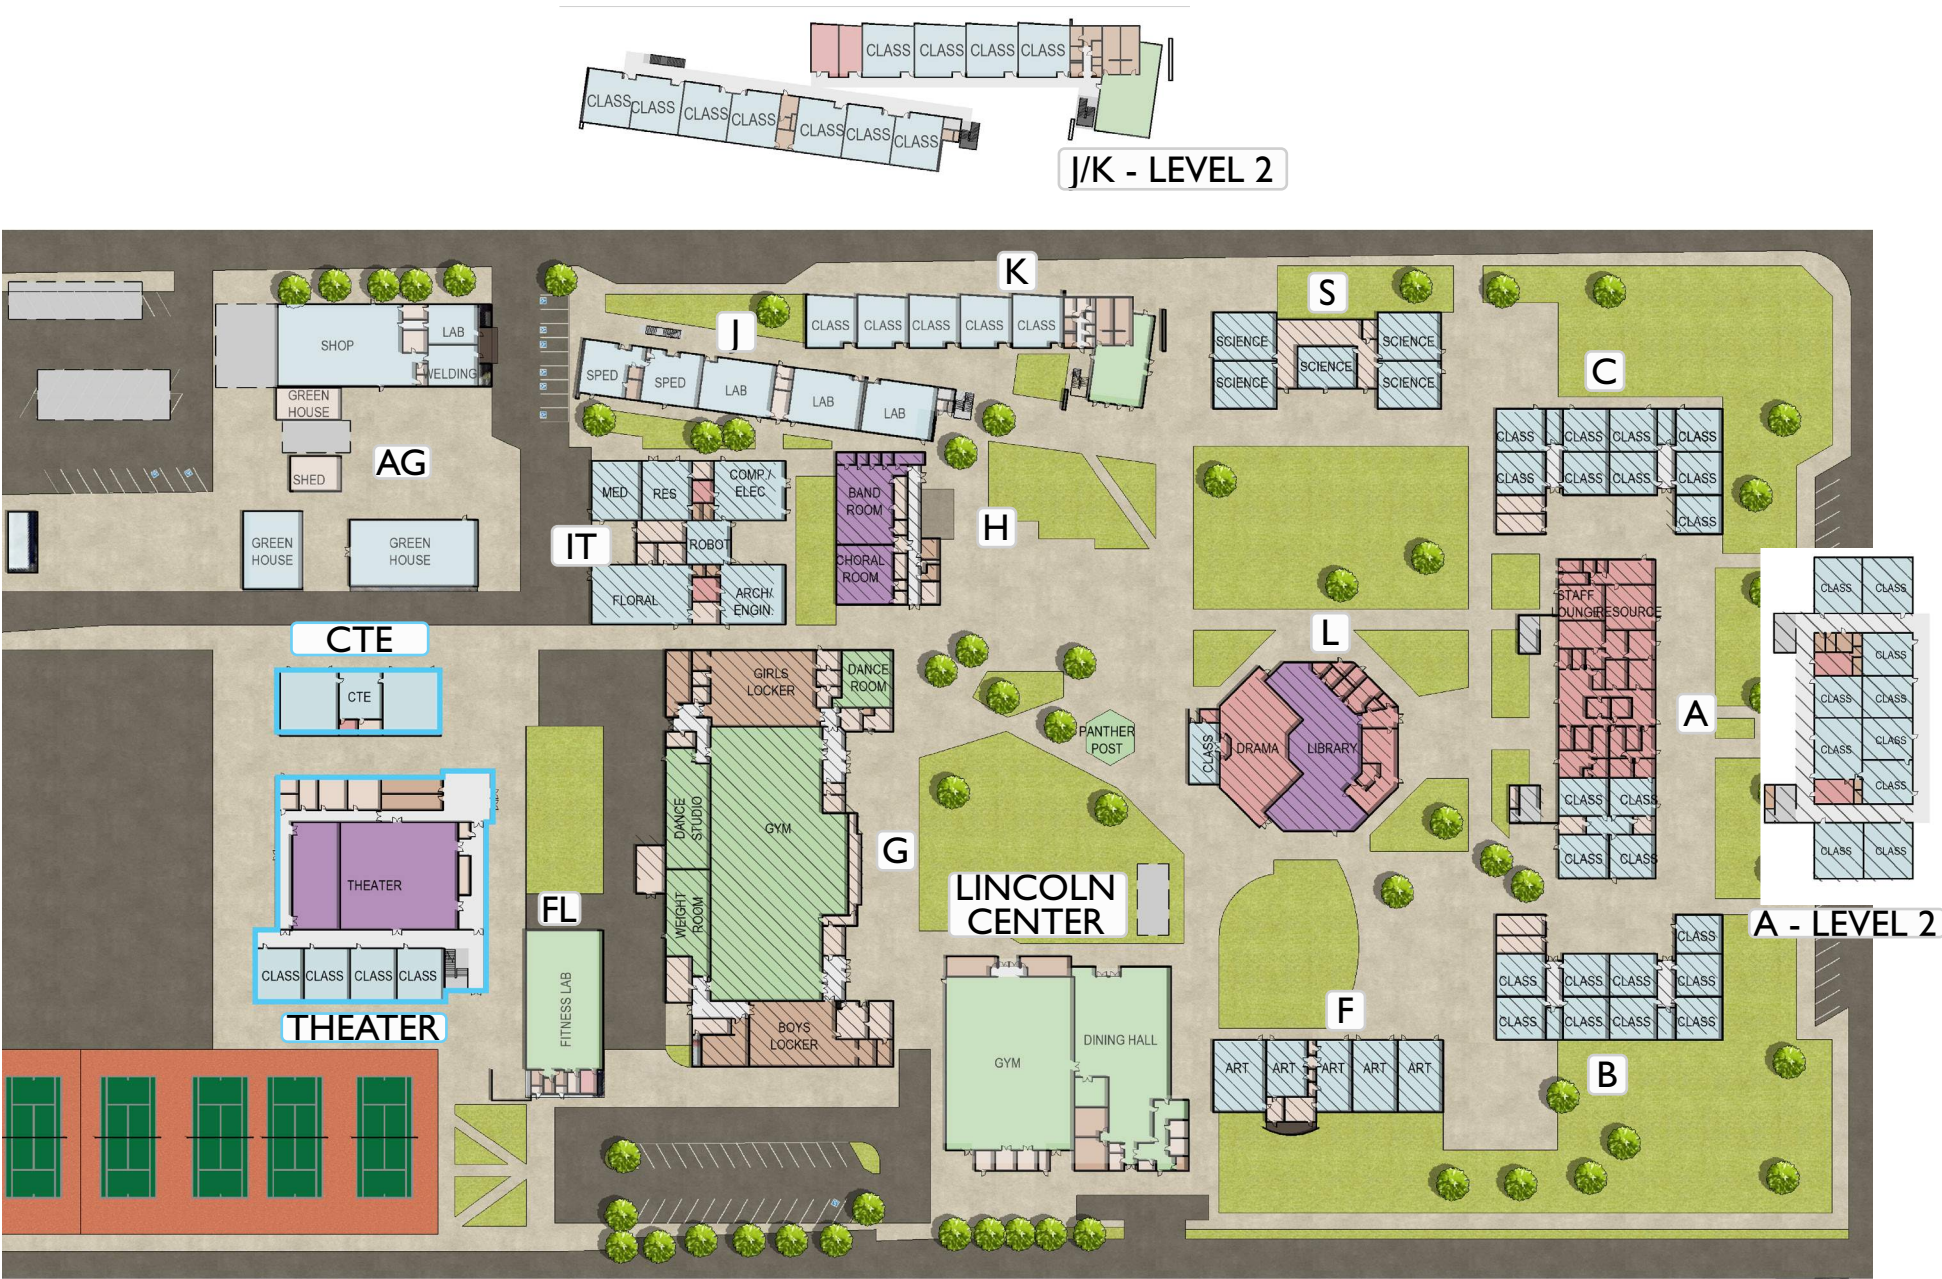 CLASS CLASS CLASS CLASS
CLASS CLASS CLASS CLASS CLASS CLASS CLASS
J/K - LEVEL 2
K
S
J
CLASS CLASS CLASS CLASS CLASS
SCIENCE SCIENCE
SCIENCE
SCIENCE SCIENCE
SHOP
LAB
WELDING
GREEN
HOUSE
SHED
AG
GREEN
HOUSE
GREEN
HOUSE
SPED SPED LAB LAB LAB
C
CLASS CLASS CLASS CLASS
CLASS CLASS CLASS CLASS
CLASS
IT
MED RES
COMP./
ELEC
ROBOT
FLORAL
ARCH/
ENGIN.
BAND
ROOM
CHORAL
ROOM
H
STAFF
LOUNGE
RESOURCE
A
CLASS CLASS
CLASS CLASS
CLASS CLASS
CLASS
CLASS CLASS
CLASS CLASS
CLASS
CLASS CLASS
A - LEVEL 2
CTE
CTE
THEATER
CLASS CLASS CLASS CLASS
THEATER
GIRLS
LOCKER
DANCE
ROOM
DANCE
STUDIO
GYM
WEIGHT
ROOM
BOYS
LOCKER
G
FL
FITNESS LAB
PANTHER
POST
L
CLASS
DRAMA
LIBRARY
LINCOLN
CENTER
GYM
DINING HALL
F
ART ART ART ART ART
CLASS
CLASS CLASS CLASS CLASS
CLASS CLASS CLASS CLASS
B